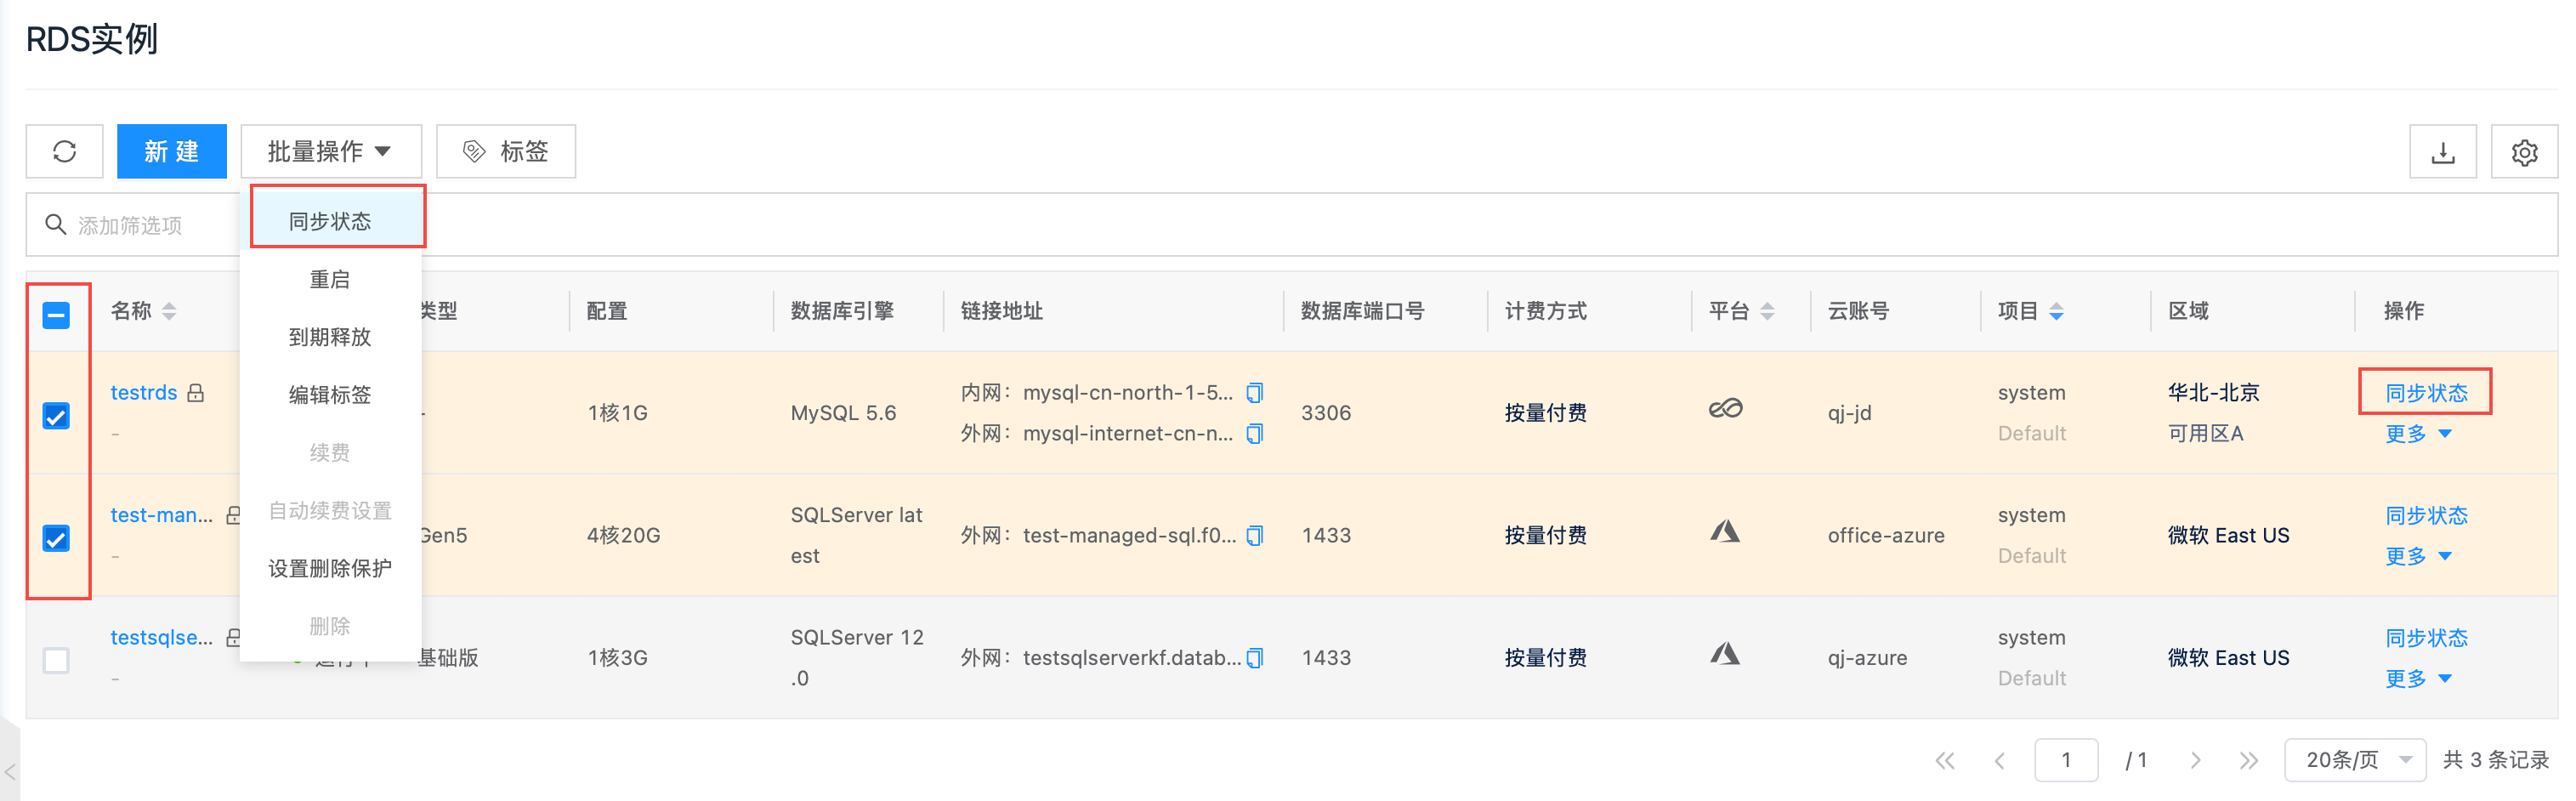 RDS实例
新 建
批量操作
标签
添加筛选项
同步状态
重启
到期释放
编辑标签
续费
自动续费设置
设置删除保护
删除
名称 类型 配置 数据库引擎 链接地址 数据库端口号 计费方式 平台 云账号 项目 区域 操作
testrds - 1核1G MySQL 5.6 内网：mysql-cn-north-1-5... 3306 按量付费 qj-jd system 华北-北京 同步状态
- 外网：mysql-internet-cn-n... Default 可用区A 更多
test-man... Gen5 4核20G SQLServer lat 外网：test-managed-sql.f0... 1433 按量付费 office-azure system 微软 East US 同步状态
- est Default 更多
testsqlse... 基础版 1核3G SQLServer 12 外网：testsqlserverkf.datab... 1433 按量付费 qj-azure system 微软 East US 同步状态
- .0 Default 更多
1 / 1 20条/页 共 3 条记录